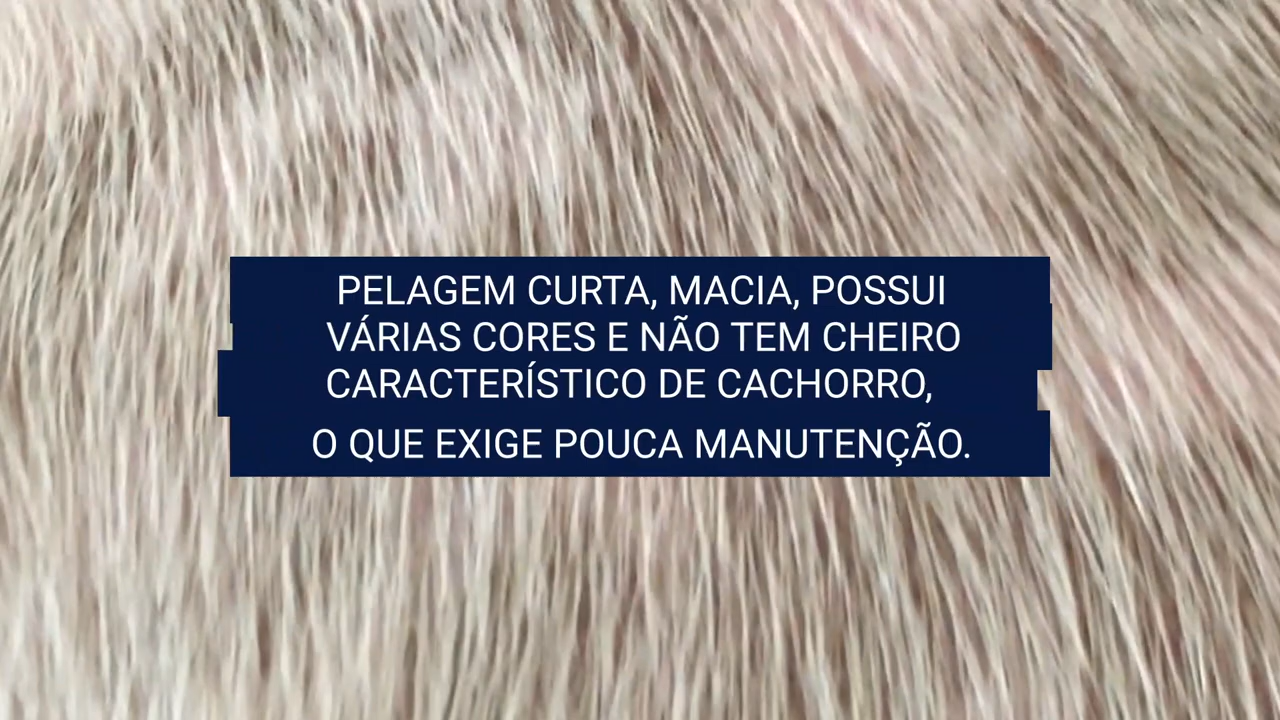 PELAGEM CURTA, MACIA, POSSUI
VÁRIAS CORES E NÃO TEM CHEIRO
CARACTERÍSTICO DE CACHORRO,
O QUE EXIGE POUCA MANUTENÇÃO.